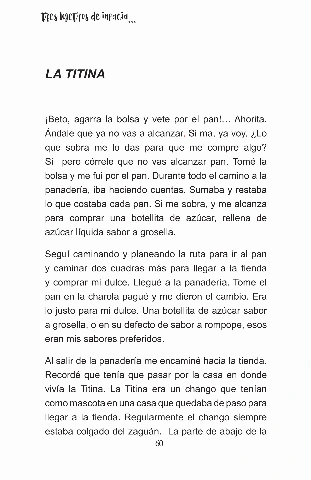 Tres lagartijos de infancia...
LA TITINA
¡Beto, agarra la bolsa y vete por el pan!... Ahorita.
Ándale que ya no vas a alcanzar. Si ma, ya voy. ¿Lo
que sobra me lo das para que me compre algo?
Si  pero córrele que no vas alcanzar pan. Tomé la
bolsa y me fui por el pan. Durante todo el camino a la
panadería, iba haciendo cuentas. Sumaba y restaba
lo que costaba cada pan. Si me sobra, y me alcanza
para comprar una botellita de azúcar, rellena de
azúcar líquida sabor a grosella.
Seguí caminando y planeando la ruta para ir al pan
y caminar dos cuadras más para llegar a la tienda
y comprar mi dulce. Llegué a la panadería. Tome el
pan en la charola pagué y me dieron el cambio. Era
lo justo para mi dulce. Una botellita de azúcar sabor
a grosella, o en su defecto de sabor a rompope, esos
eran mis sabores preferidos.
Al salir de la panadería me encaminé hacia la tienda.
Recordé que tenía que pasar por la casa en donde
vivía la Titina. La Titina era un chango que tenían
como mascota en una casa que quedaba de paso para
llegar a la tienda. Regularmente el chango siempre
estaba colgado del zaguán.  La parte de abajo de la
60